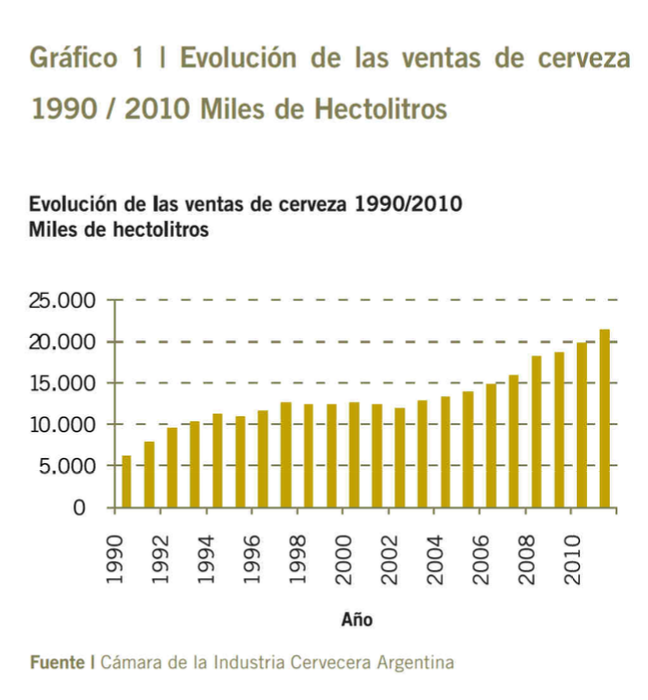 Gráfico 1 | Evolución de las ventas de cerveza
1990 / 2010 Miles de Hectolitros
Evolución de las ventas de cerveza 1990/2010
Miles de hectolitros
25.000
20.000
15.000
10.000
5.000
0
1990
1992
1994
1996
1998
2000
2002
2004
2006
2008
2010
Año
Fuente | Cámara de la Industria Cervecera Argentina